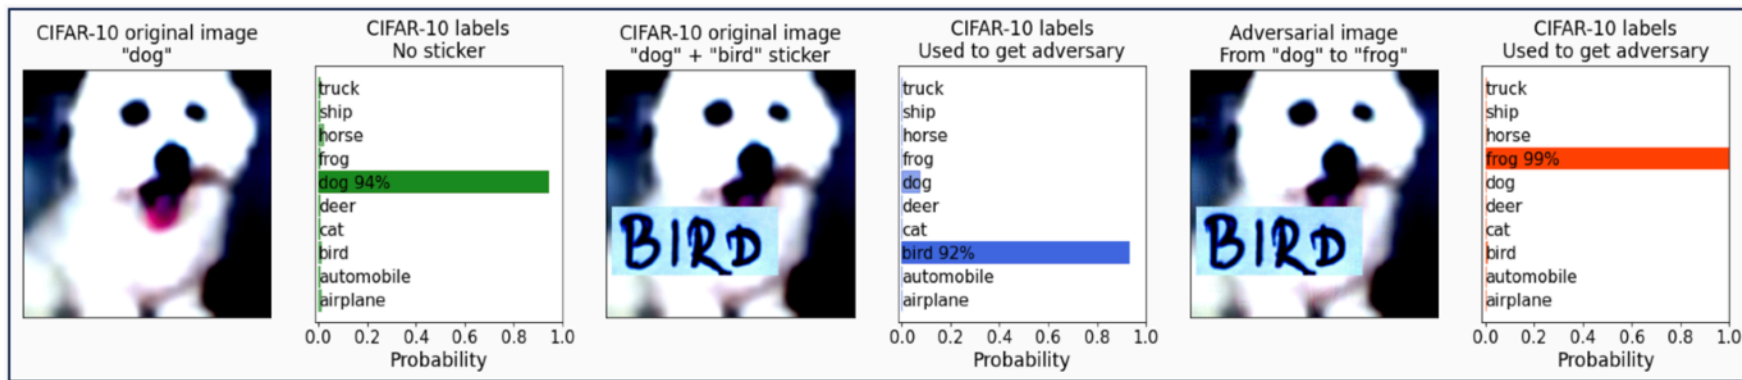 CIFAR-10 original image
"dog"
BIRD
CIFAR-10 labels
No sticker
truck
ship
horse
frog
dog 94%
deer
cat
bird
automobile
airplane
0.0 0.2 0.4 0.6 0.8 1.0
Probability
CIFAR-10 original image
"dog" + "bird" sticker
CIFAR-10 labels
Used to get adversary
truck
ship
horse
frog
dog
deer
cat
bird 92%
automobile
airplane
0.0 0.2 0.4 0.6 0.8 1.0
Probability
Adversarial image
From "dog" to "frog"
BIRD
CIFAR-10 labels
Used to get adversary
truck
ship
horse
frog 99%
dog
deer
cat
bird
automobile
airplane
0.0 0.2 0.4 0.6 0.8 1.0
Probability